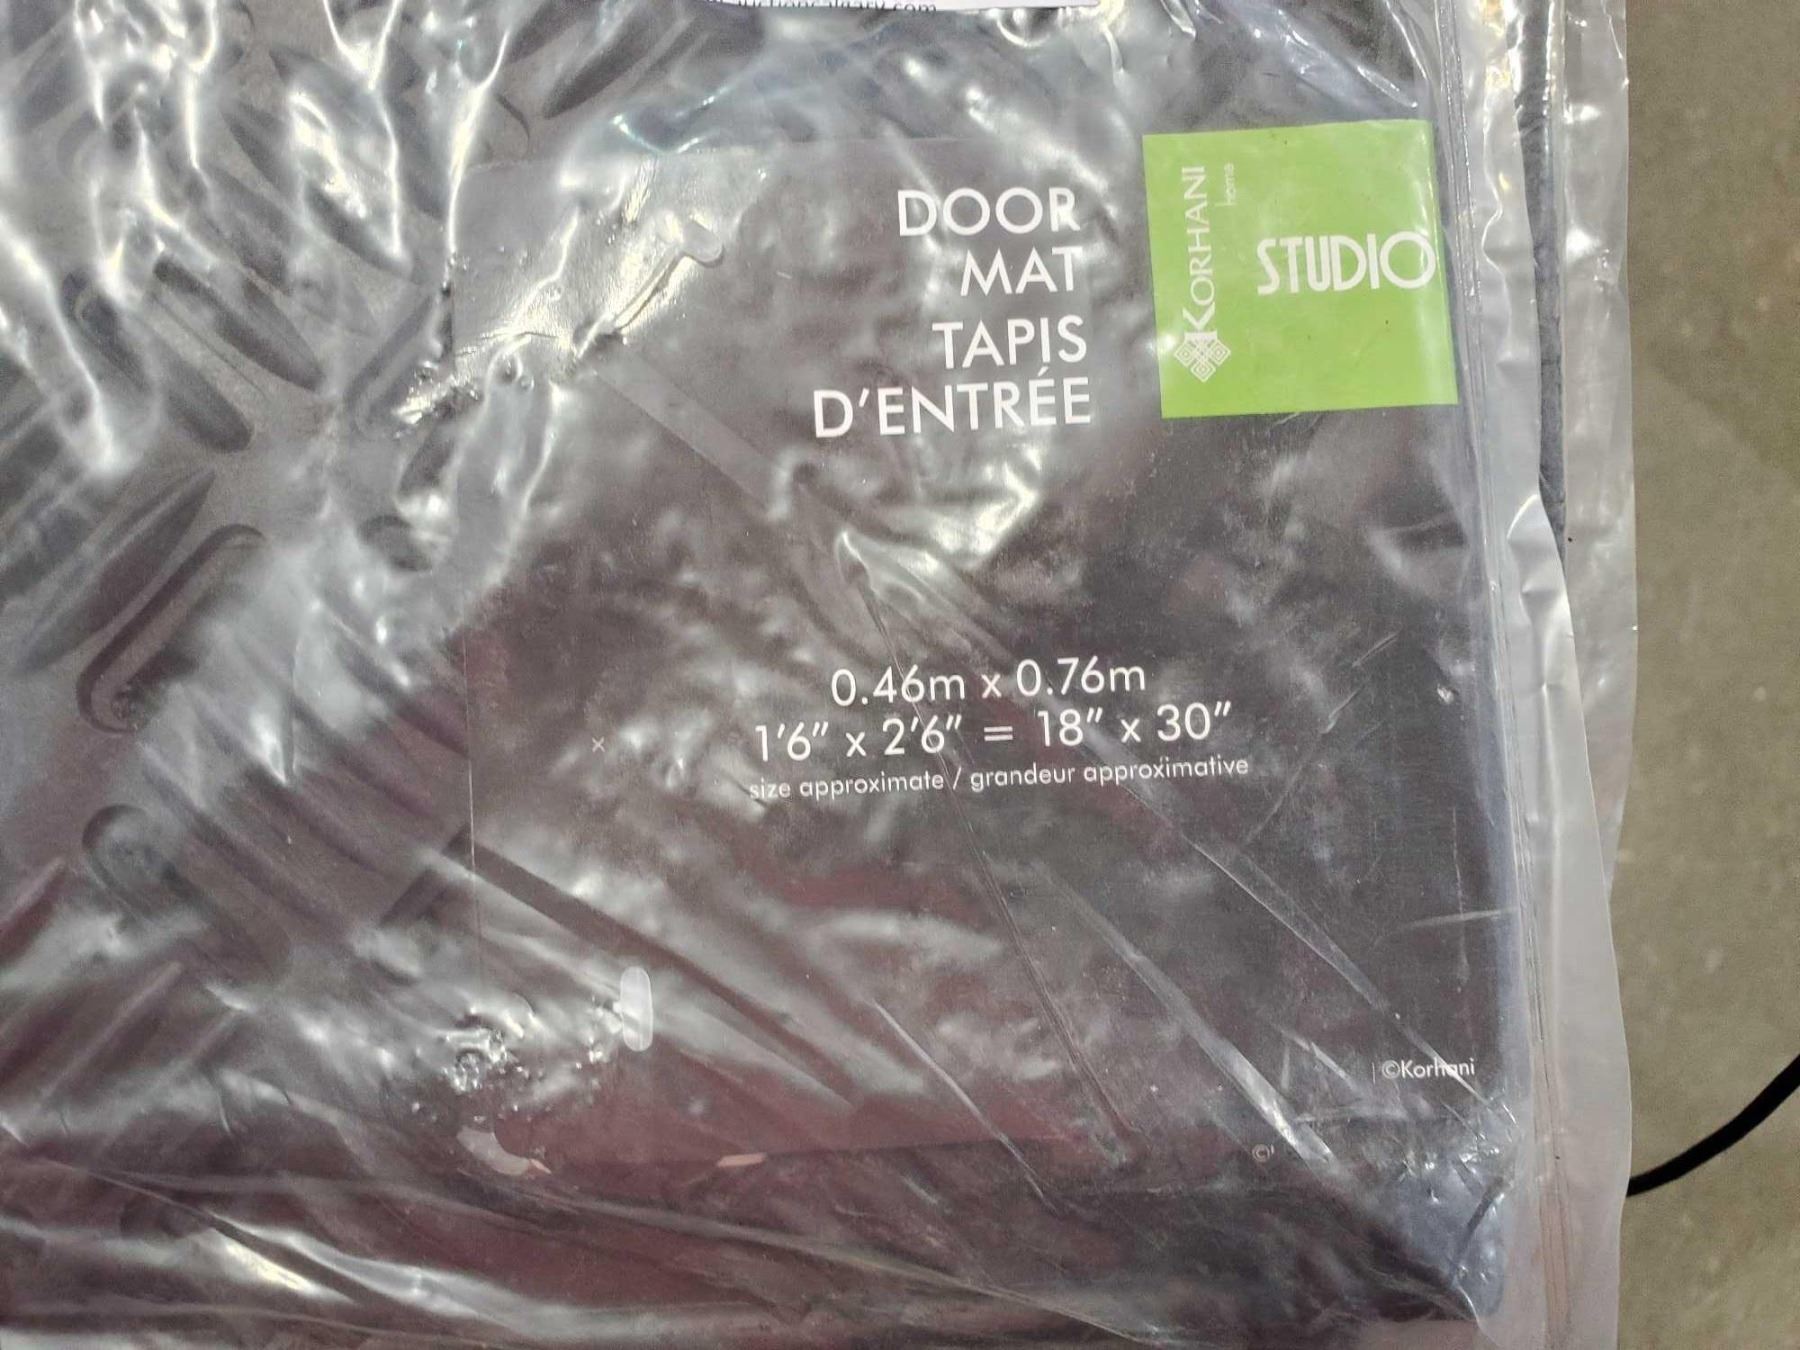 DOOR
MAT
TAPIS
D'ENTRÉE
KORHANI
home
STUDIO
0.46m x 0.76m
1'6" x 2'6" = 18" x 30"
size approximate / grandeur approximative
©Korhani